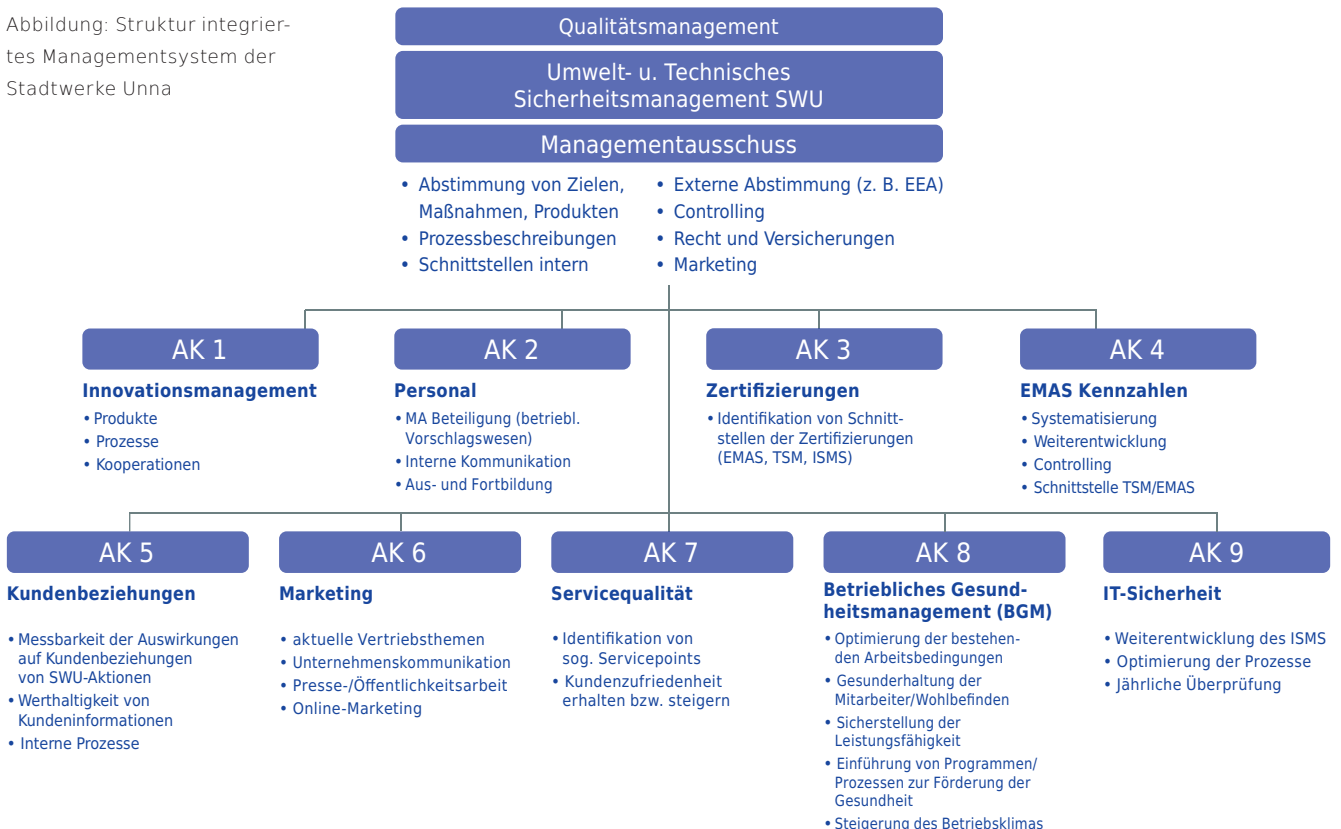 Abbildung: Struktur integrier-
tes Managementsystem der
Stadtwerke Unna
Qualitätsmanagement
Umwelt- u. Technisches
Sicherheitsmanagement SWU
Managementausschuss
• Abstimmung von Zielen,
Maßnahmen, Produkten
• Prozessbeschreibungen
• Schnittstellen intern
• Externe Abstimmung (z. B. EEA)
• Controlling
• Recht und Versicherungen
• Marketing
AK 1
Innovationsmanagement
• Produkte
• Prozesse
• Kooperationen
AK 2
Personal
• MA Beteiligung (betriebl.
Vorschlagswesen)
• Interne Kommunikation
• Aus- und Fortbildung
AK 3
Zertifizierungen
• Identifikation von Schnitt-
stellen der Zertifizierungen
(EMAS, TSM, ISMS)
AK 4
EMAS Kennzahlen
• Systematisierung
• Weiterentwicklung
• Controlling
• Schnittstelle TSM/EMAS
AK 5
Kundenbeziehungen
• Messbarkeit der Auswirkungen
auf Kundenbeziehungen
von SWU-Aktionen
• Werthaltigkeit von
Kundeninformationen
• Interne Prozesse
AK 6
Marketing
• aktuelle Vertriebsthemen
• Unternehmenskommunikation
• Presse-/Öffentlichkeitsarbeit
• Online-Marketing
AK 7
Servicequalität
• Identifikation von
sog. Servicepoints
• Kundenzufriedenheit
erhalten bzw. steigern
AK 8
Betriebliches Gesund-
heitsmanagement (BGM)
• Optimierung der bestehen-
den Arbeitsbedingungen
• Gesunderhaltung der
Mitarbeiter/Wohlbefinden
• Sicherstellung der
Leistungsfähigkeit
• Einführung von Programmen/
Prozessen zur Förderung der
Gesundheit
• Steigerung des Betriebsklimas
AK 9
IT-Sicherheit
• Weiterentwicklung des ISMS
• Optimierung der Prozesse
• Jährliche Überprüfung